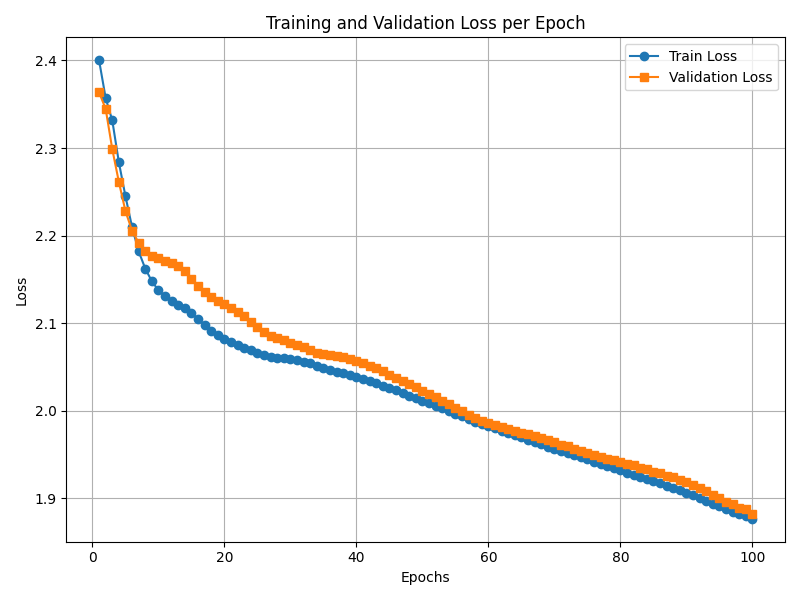 Training and Validation Loss per Epoch
Train Loss
Validation Loss
2.4
2.3
2.2
2.1
2.0
1.9
Loss
0 20 40 60 80 100
Epochs